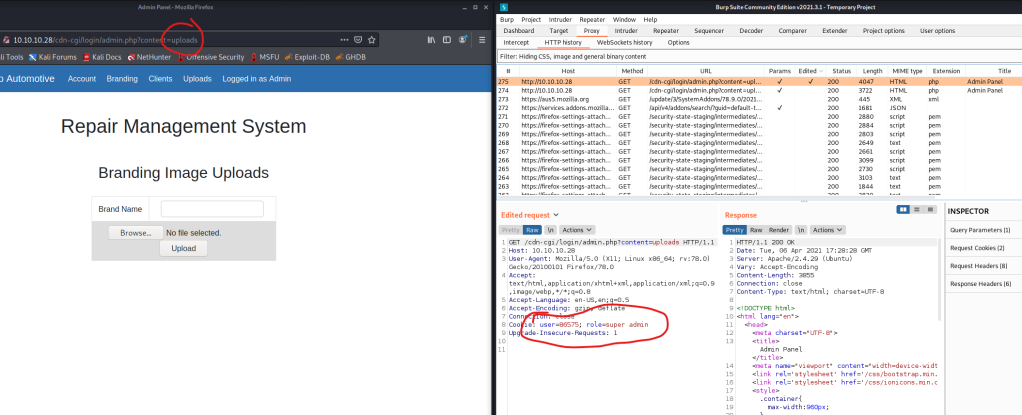 Admin Panel - Mozilla Firefox
10.10.10.28/cdn-cgi/login/admin.php?content=uploads
li Tools Kali Forums Kali Docs NetHunter Offensive Security MSFU Exploit-DB GHDB
o Automotive Account Branding Clients Uploads Logged in as Admin
Repair Management System
Branding Image Uploads
Brand Name
Browse... No file selected.
Upload
Burp Suite Community Edition v2021.3.1 - Temporary Project
Burp Project Intruder Repeater Window Help
Dashboard Target Proxy Intruder Repeater Sequencer Decoder Comparer Extender Project options User options
Intercept HTTP history WebSockets history Options
Filter: Hiding CSS, image and general binary content
# Host Method URL Params Edited Status Length MIME type Extension Title
275 http://10.10.10.28 GET /cdn-cgi/login/admin.php?content=upl... ✓ ✓ 200 4047 HTML php Admin Panel
274 http://10.10.10.28 GET /cdn-cgi/login/admin.php?content=upl... ✓ 200 3722 HTML php Admin Panel
273 https://aus5.mozilla.org GET /update/3/SystemAddons/78.9.0/2021... 200 445 XML xml
272 https://services.addons.mozilla... GET /api/v4/addons/search/?guid=default-t... ✓ 200 1681 JSON
271 https://firefox-settings-attach... GET /security-state-staging/intermediates/... 200 2880 script pem
270 https://firefox-settings-attach... GET /security-state-staging/intermediates/... 200 2884 script pem
269 https://firefox-settings-attach... GET /security-state-staging/intermediates/... 200 2803 script pem
268 https://firefox-settings-attach... GET /security-state-staging/intermediates/... 200 2649 text pem
267 https://firefox-settings-attach... GET /security-state-staging/intermediates/... 200 2661 script pem
266 https://firefox-settings-attach... GET /security-state-staging/intermediates/... 200 3099 script pem
265 https://firefox-settings-attach... GET /security-state-staging/intermediates/... 200 2730 script pem
264 https://firefox-settings-attach... GET /security-state-staging/intermediates/... 200 3103 text pem
263 https://firefox-settings-attach... GET /security-state-staging/intermediates/... 200 1844 text pem
262 https://firefox-settings-attach... GET /security-state-staging/intermediates/... 200 2830 text pem
Edited request
Pretty Raw \n Actions
1 GET /cdn-cgi/login/admin.php?content=uploads HTTP/1.1
2 Host: 10.10.10.28
3 User-Agent: Mozilla/5.0 (X11; Linux x86_64; rv:78.0)
Gecko/20100101 Firefox/78.0
4 Accept:
text/html,application/xhtml+xml,application/xml;q=0.9
,image/webp,*/*;q=0.8
5 Accept-Language: en-US,en;q=0.5
6 Accept-Encoding: gzip, deflate
7 Connection: close
8 Cookie: user=86575; role=super admin
9 Upgrade-Insecure-Requests: 1
10
11
Response
Pretty Raw Render \n Actions
1 HTTP/1.1 200 OK
2 Date: Tue, 06 Apr 2021 17:28:28 GMT
3 Server: Apache/2.4.29 (Ubuntu)
4 Vary: Accept-Encoding
5 Content-Length: 3855
6 Connection: close
7 Content-Type: text/html; charset=UTF-8
8
9 <!DOCTYPE html>
10 <html lang="en">
11 <head>
12 <meta charset="UTF-8">
13 <title>
Admin Panel
</title>
14 <meta name="viewport" content="width=device-widt
15 <link rel='stylesheet' href='/css/bootstrap.min.
16 <link rel='stylesheet' href='/css/ionicons.min.c
17 <style>
18 .container{
19 max-width:960px;
20 }
INSPECTOR
Query Parameters (1)
Request Cookies (2)
Request Headers (8)
Response Headers (6)